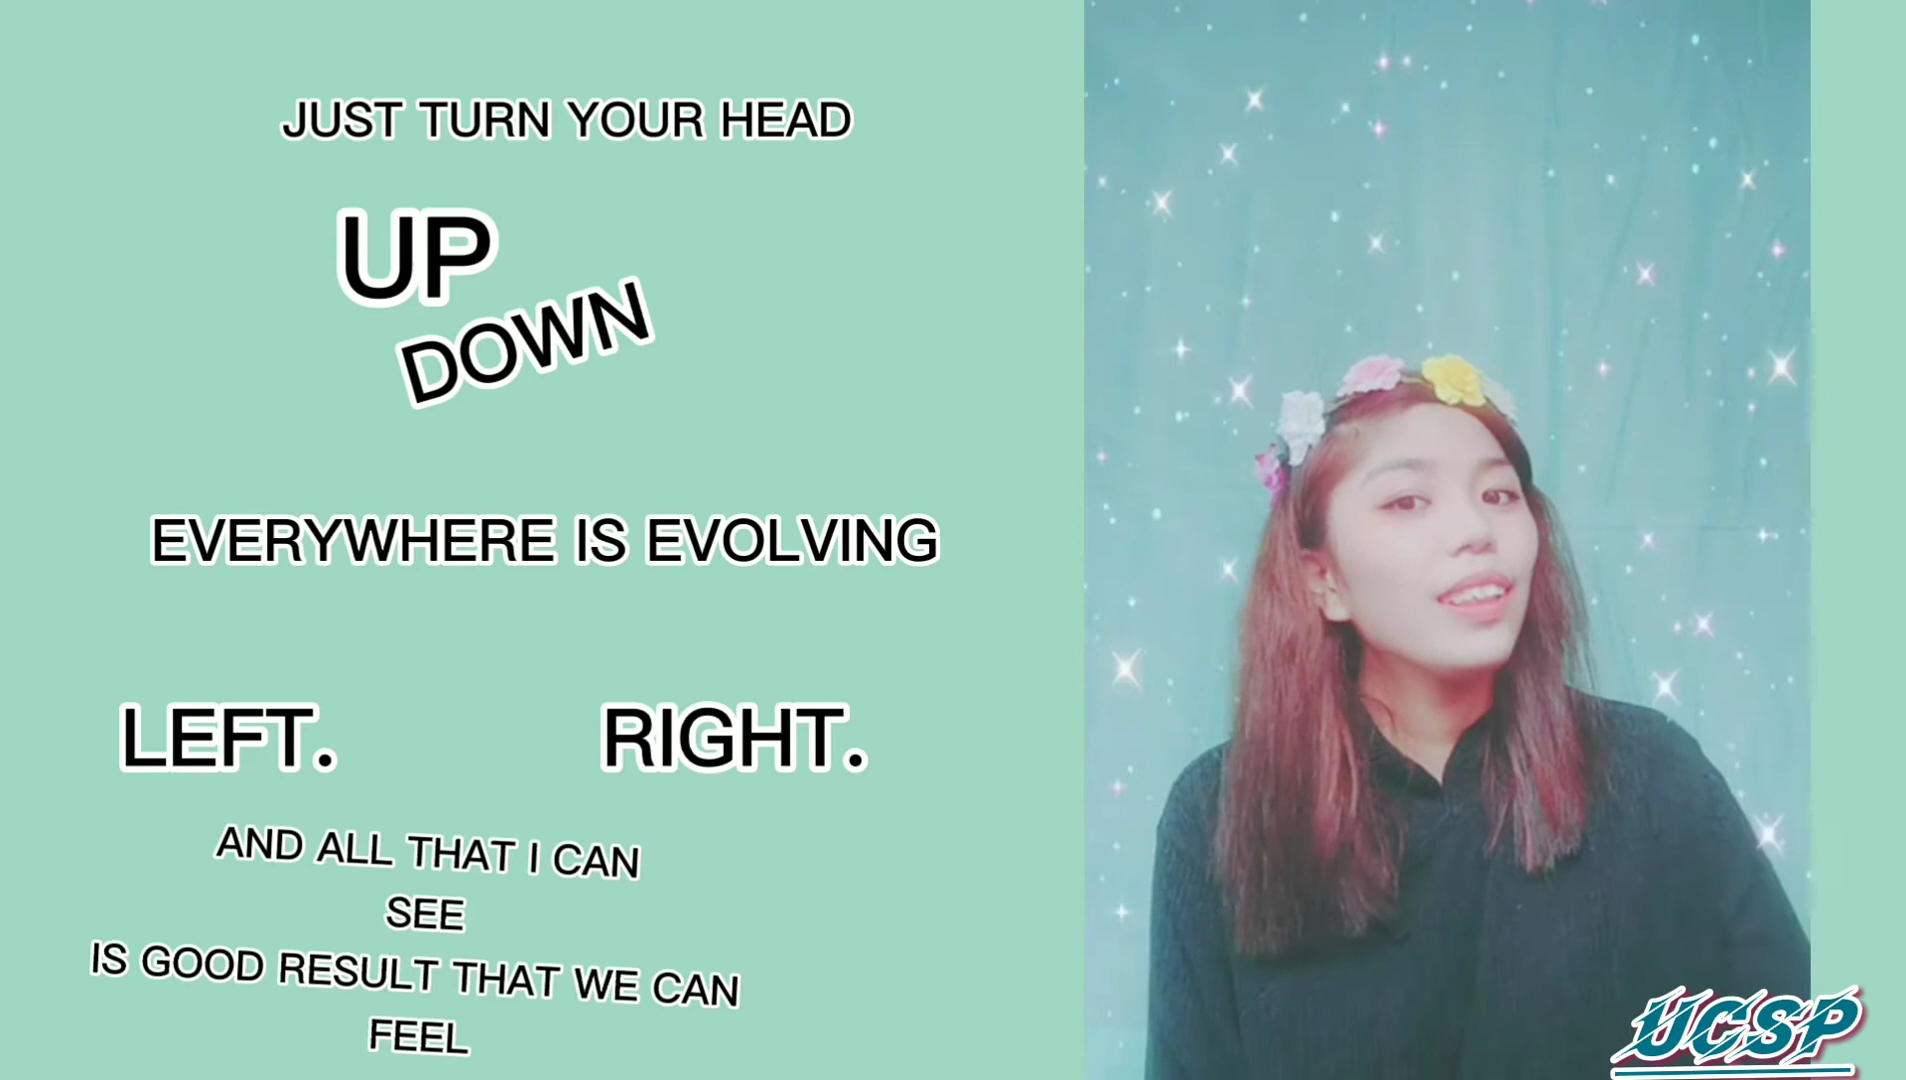 JUST TURN YOUR HEAD
UP
DOWN
EVERYWHERE IS EVOLVING
LEFT. RIGHT.
AND ALL THAT I CAN
SEE
IS GOOD RESULT THAT WE CAN
FEEL
UCSP